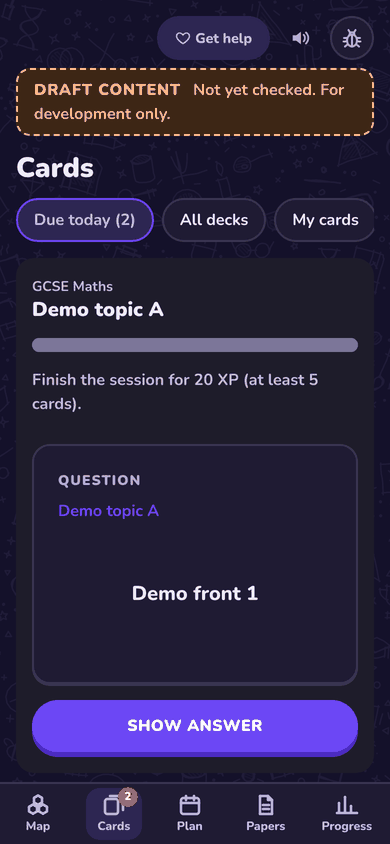 Get help
DRAFT CONTENT Not yet checked. For
development only.
Cards
Due today (2)
All decks
My cards
GCSE Maths
Demo topic A
Finish the session for 20 XP (at least 5
cards).
QUESTION
Demo topic A
Demo front 1
SHOW ANSWER
2
Map
Cards
Plan
Papers
Progress